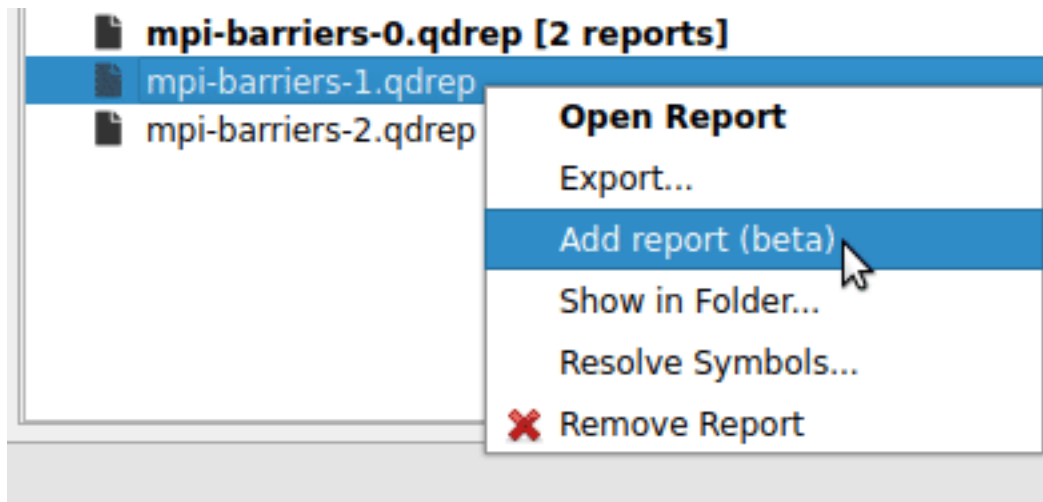 mpi-barriers-0.qdrep [2 reports]
mpi-barriers-1.qdrep
mpi-barriers-2.qdrep
Open Report
Export...
Add report (beta)
Show in Folder...
Resolve Symbols...
Remove Report